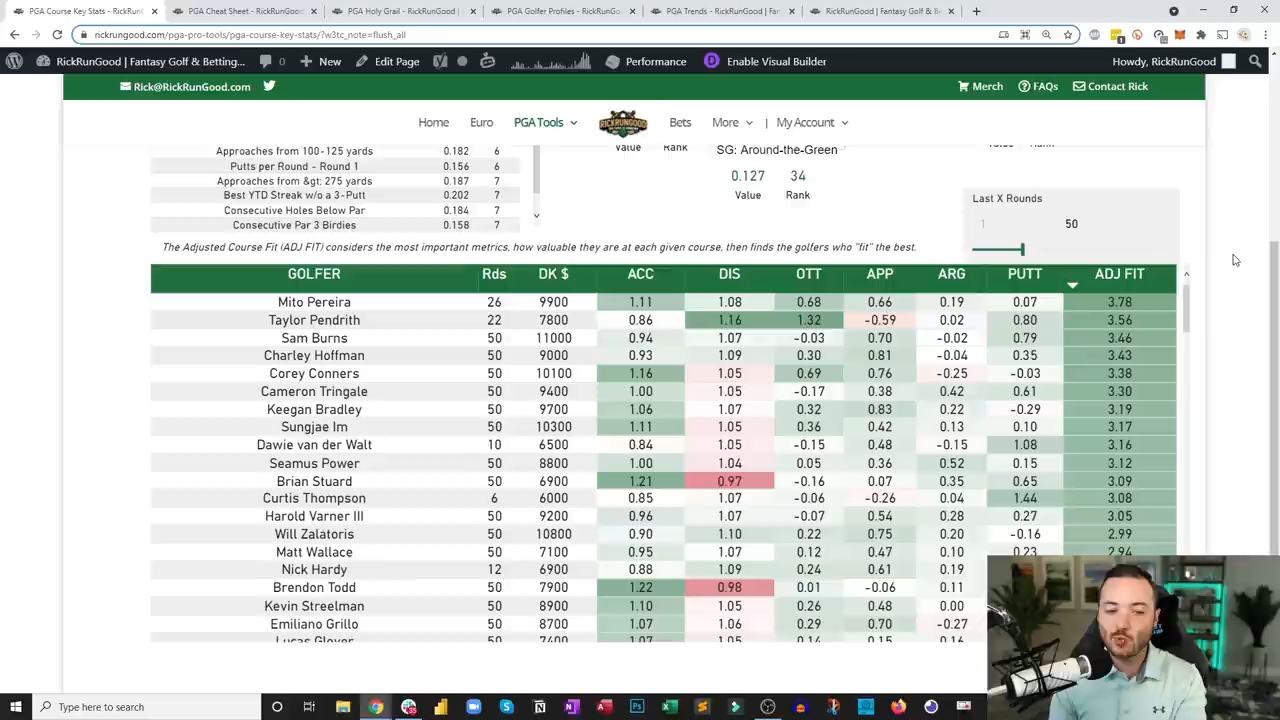 PGA Course Key Stats - RickRunG
PGA Cheat Sheet - RickRunGood
PGA Holy Grail - RickRunGood |
PGA Golfer Profiles - RickRunGo
PGA Trends - RickRunGood | Fan
RickRunGood | Fantasy Golf & Be
rickrungood.com/pga-pro-tools/pga-course-key-stats/?w3tc_note=flush_all
RickRunGood | Fantasy Golf & Betting... New Edit Page Performance Enable Visual Builder Howdy, RickRunGood
Rick@RickRunGood.com Merch FAQs Contact Rick
Home Euro PGA Tools RICKRUNGOOD Bets More | My Account
Approaches from 100-125 yards 0.182 6
Putts per Round - Round 1 0.156 6
Approaches from &gt; 275 yards 0.187 7
Best YTD Streak w/o a 3-Putt 0.202 7
Consecutive Holes Below Par 0.184 7
Consecutive Par 3 Birdies 0.158 7
Value Rank
SG: Around-the-Green
0.127 34
Value Rank
Value Rank
Last X Rounds
1 50
The Adjusted Course Fit (ADJ FIT) considers the most important metrics, how valuable they are at each given course, then finds the golfers who "fit" the best.
GOLFER Rds DK $ ACC DIS OTT APP ARG PUTT ADJ FIT
Mito Pereira 26 9900 1.11 1.08 0.68 0.66 0.19 0.07 3.78
Taylor Pendrith 22 7800 0.86 1.16 1.32 -0.59 0.02 0.80 3.56
Sam Burns 50 11000 0.94 1.07 -0.03 0.70 -0.02 0.79 3.46
Charley Hoffman 50 9000 0.93 1.09 0.30 0.81 -0.04 0.35 3.43
Corey Conners 50 10100 1.16 1.05 0.69 0.76 -0.25 -0.03 3.38
Cameron Tringale 50 9400 1.00 1.05 -0.17 0.38 0.42 0.61 3.30
Keegan Bradley 50 9700 1.06 1.07 0.32 0.83 0.22 -0.29 3.19
Sungjae Im 50 10300 1.11 1.05 0.36 0.42 0.13 0.10 3.17
Dawie van der Walt 10 6500 0.84 1.05 -0.15 0.48 -0.15 1.08 3.16
Seamus Power 50 8800 1.00 1.04 0.05 0.36 0.52 0.15 3.12
Brian Stuard 50 6900 1.21 0.97 -0.16 0.07 0.35 0.65 3.09
Curtis Thompson 6 6000 0.85 1.07 -0.06 -0.26 0.04 1.44 3.08
Harold Varner III 50 9200 0.96 1.07 -0.07 0.54 0.28 0.27 3.05
Will Zalatoris 50 10800 0.90 1.10 0.22 0.75 0.20 -0.16 2.99
Matt Wallace 50 7100 0.95 1.07 0.12 0.47 0.10 0.23 2.94
Nick Hardy 12 6900 0.88 1.09 0.24 0.61 0.19
Brendon Todd 50 7900 1.22 0.98 0.01 -0.06 0.11
Kevin Streelman 50 8900 1.10 1.05 0.26 0.48 0.00
Emiliano Grillo 50 8700 1.07 1.06 0.29 0.70 -0.27
Lucas Glover 50 7400 1.07 1.05 0.14 0.15 0.16
Type here to search